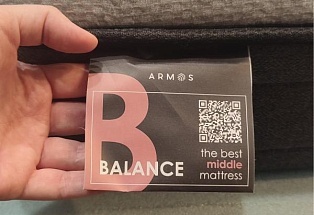 ARMOS
B
BALANCE
the best
middle
mattress